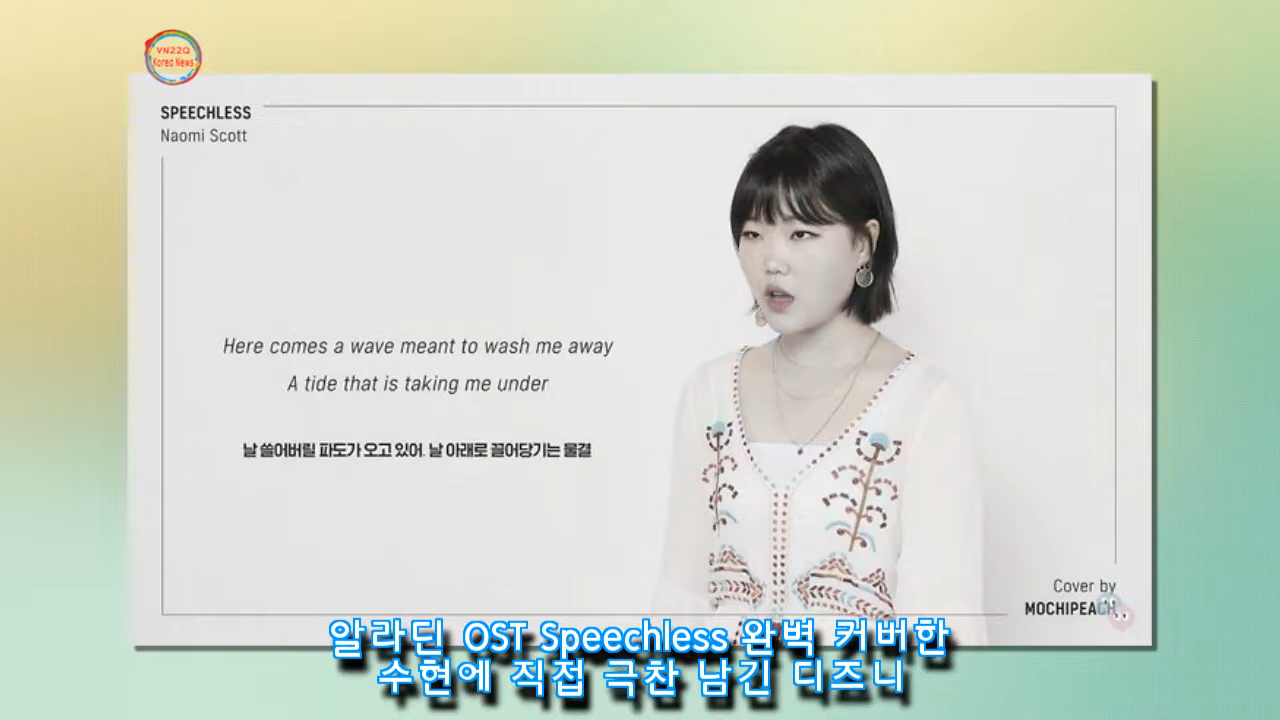 VN22Q
Korea News
SPEECHLESS
Naomi Scott
Here comes a wave meant to wash me away
A tide that is taking me under
날 쓸어버릴 파도가 오고 있어. 날 아래로 끌어당기는 물결
Cover by
MOCHIPEACH
알라딘 OST Speechless 완벽 커버한
수현에 직접 극찬 남긴 디즈니